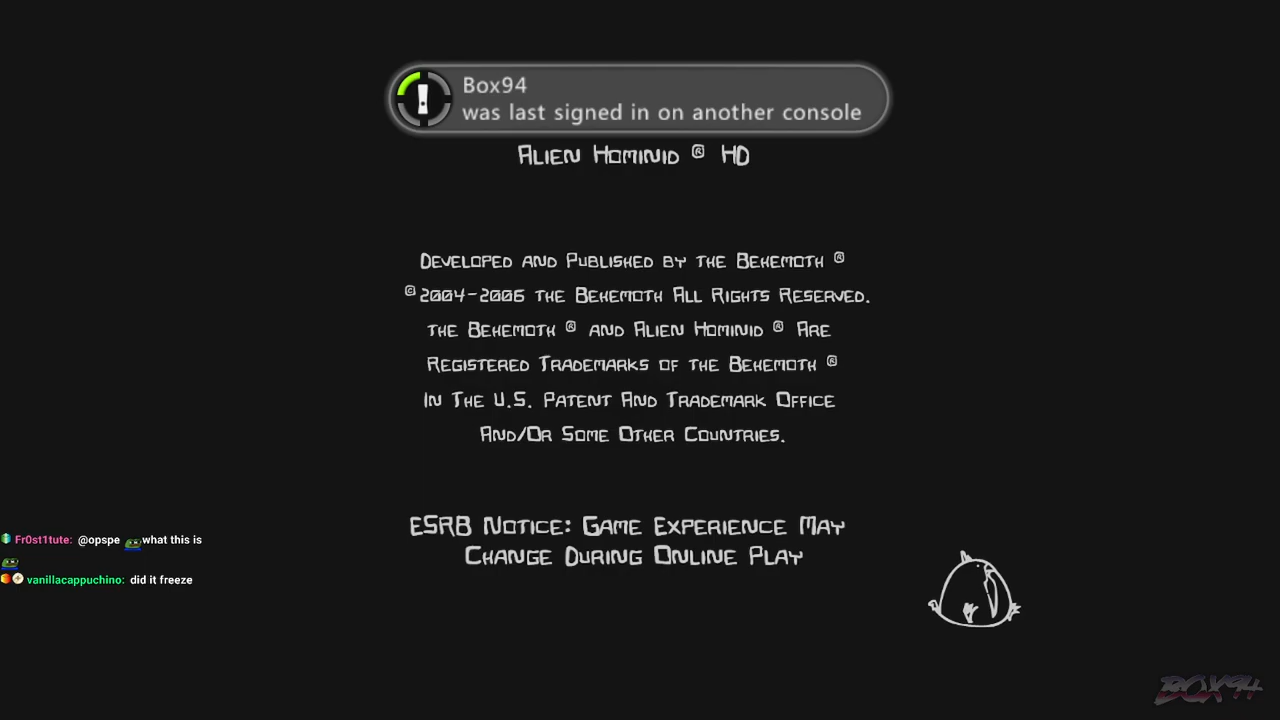 Box94
was last signed in on another console
Alien Hominid ® HD
Developed and Published by the Behemoth ®
©2004-2006 the Behemoth All Rights Reserved.
the Behemoth ® and Alien Hominid ® Are
Registered Trademarks of the Behemoth ®
In The U.S. Patent And Trademark Office
And/Or Some Other Countries.
ESRB Notice: Game Experience May
Change During Online Play
Fr0st1tute: @opspe what this is
vanillacappuchino: did it freeze
BOX94